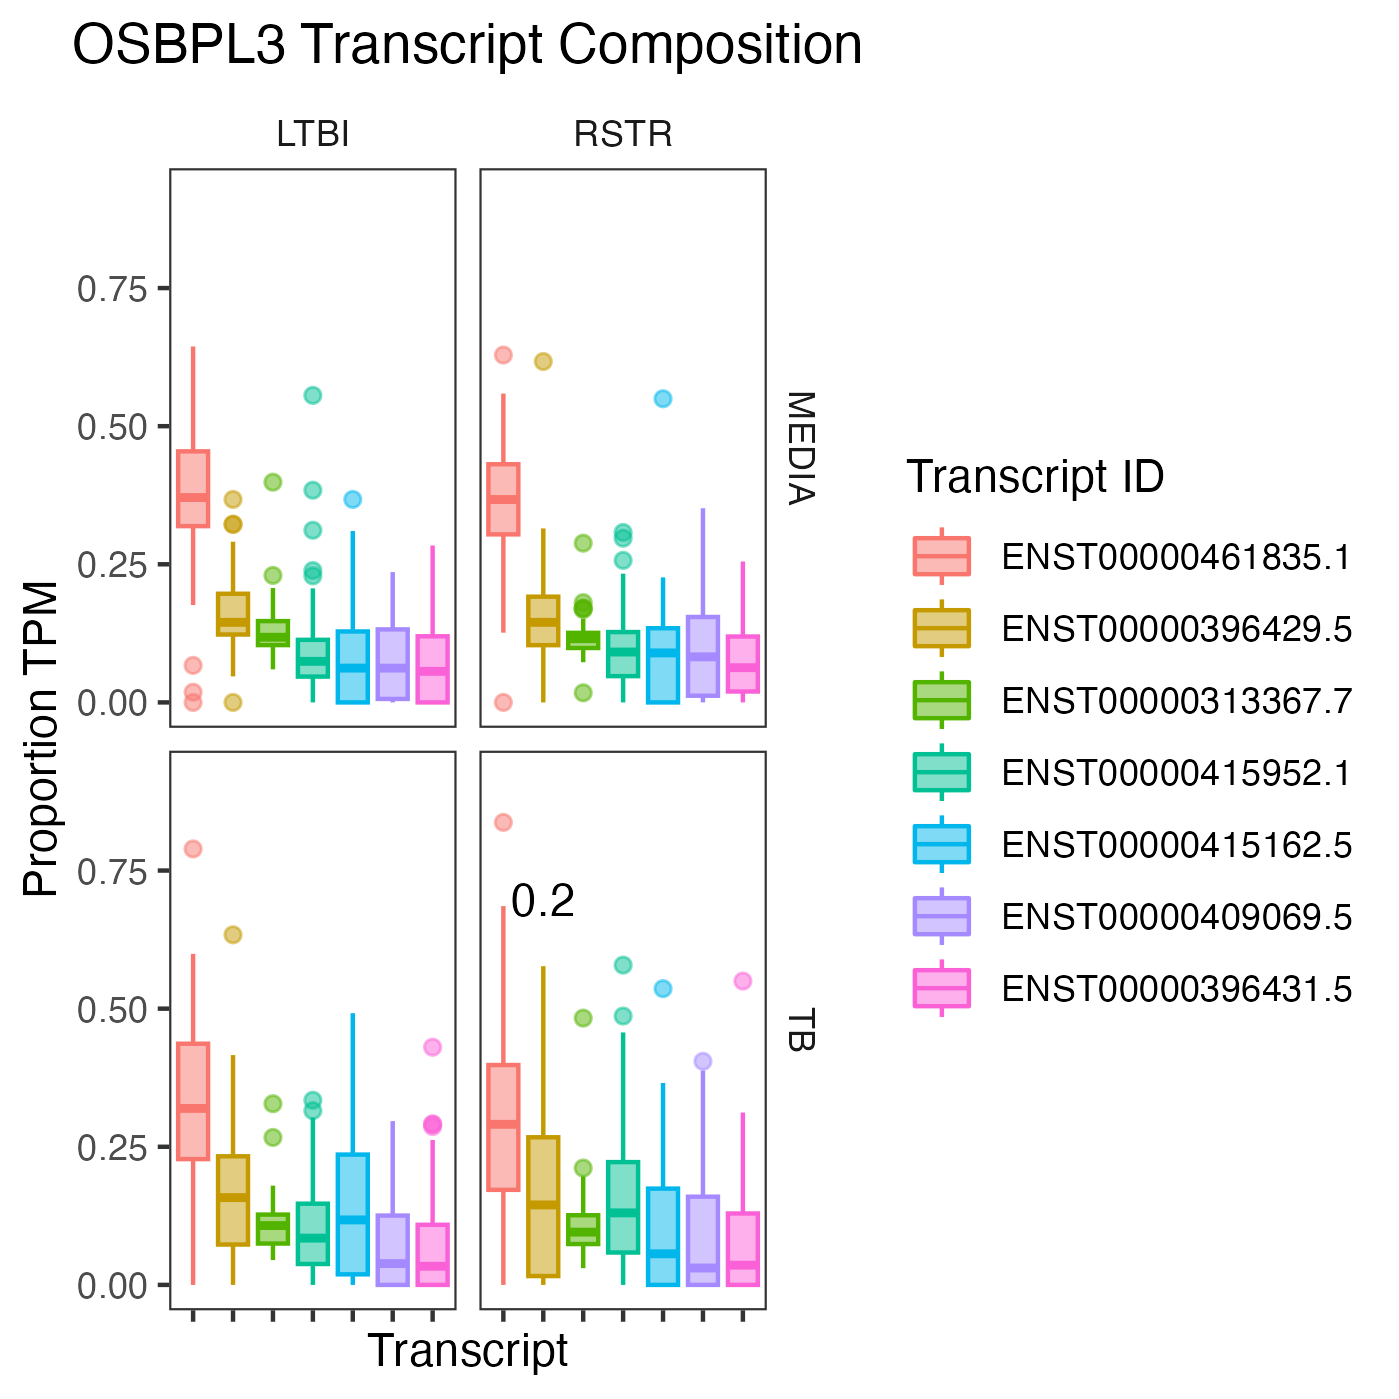 OSBPL3 Transcript Composition
LTBI
RSTR
0.75
0.50
0.25
0.00
MEDIA
0.75
0.50
0.25
0.00
0.2
TB
Proportion TPM
Transcript
Transcript ID
ENST00000461835.1
ENST00000396429.5
ENST00000313367.7
ENST00000415952.1
ENST00000415162.5
ENST00000409069.5
ENST00000396431.5